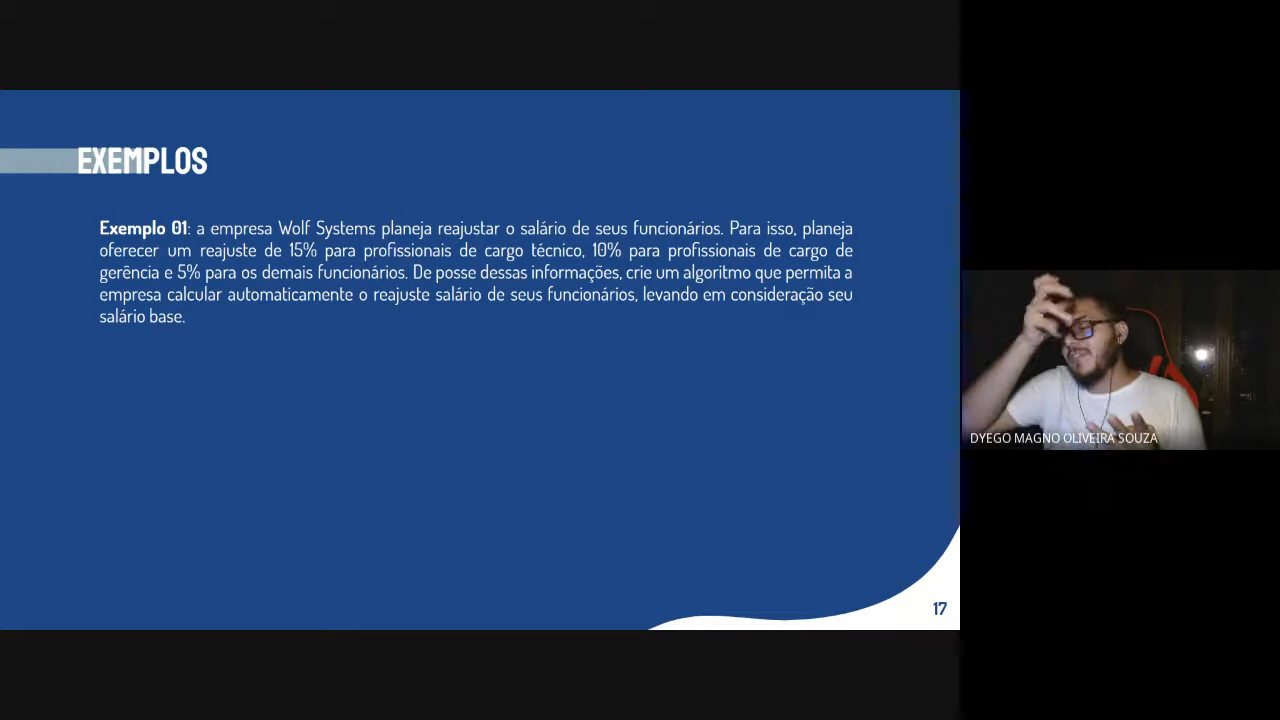 EXEMPLOS
Exemplo 01: a empresa Wolf Systems planeja reajustar o salário de seus funcionários. Para isso, planeja
oferecer um reajuste de 15% para profissionais de cargo técnico, 10% para profissionais de cargo de
gerência e 5% para os demais funcionários. De posse dessas informações, crie um algoritmo que permita a
empresa calcular automaticamente o reajuste salário de seus funcionários, levando em consideração seu
salário base.
DYEGO MAGNO OLIVEIRA SOUZA
17